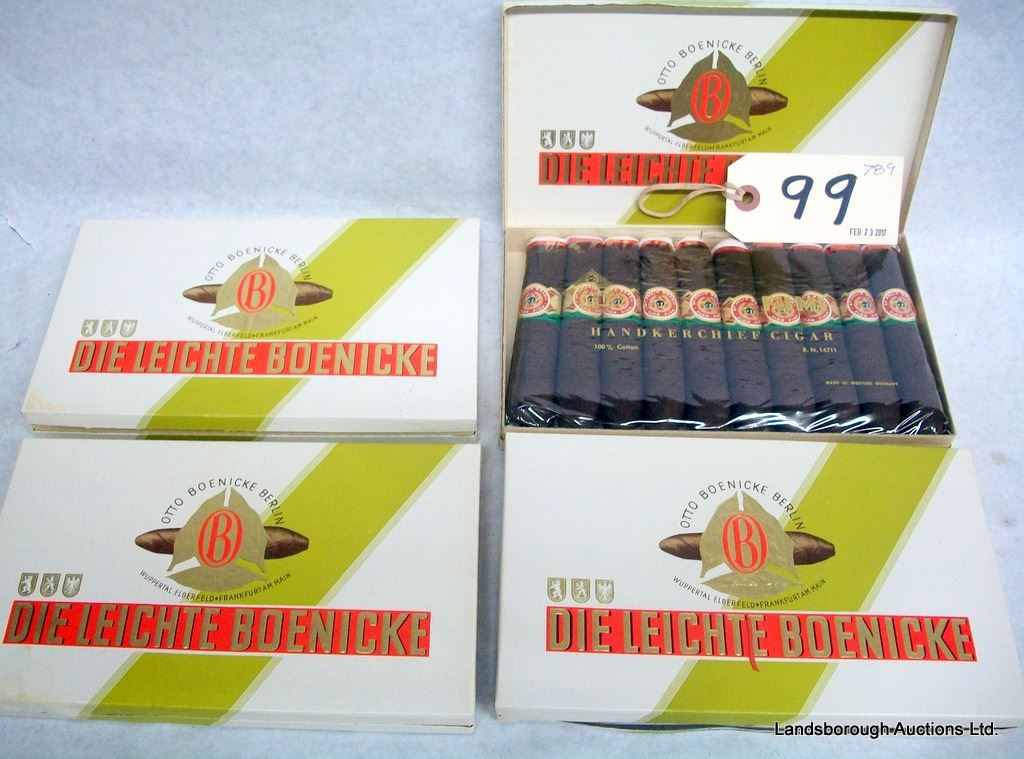 OTTO BOENICKE BERLIN
B
WUPPERTAL ELBERFELD•FRANKFURT AM MAIN
DIE LEICHTE
99
789
FEB 23 2017
HANDKERCHIEF CIGAR
100% Cotton
R.N.14711
MADE IN WESTERN GERMANY
OTTO BOENICKE BERLIN
B
WUPPERTAL ELBERFELD•FRANKFURT AM MAIN
DIE LEICHTE BOENICKE
OTTO BOENICKE BERLIN
B
WUPPERTAL ELBERFELD•FRANKFURT AM MAIN
DIE LEICHTE BOENICKE
OTTO BOENICKE BERLIN
B
WUPPERTAL ELBERFELD•FRANKFURT AM MAIN
DIE LEICHTE BOENICKE
Landsborough Auctions Ltd.